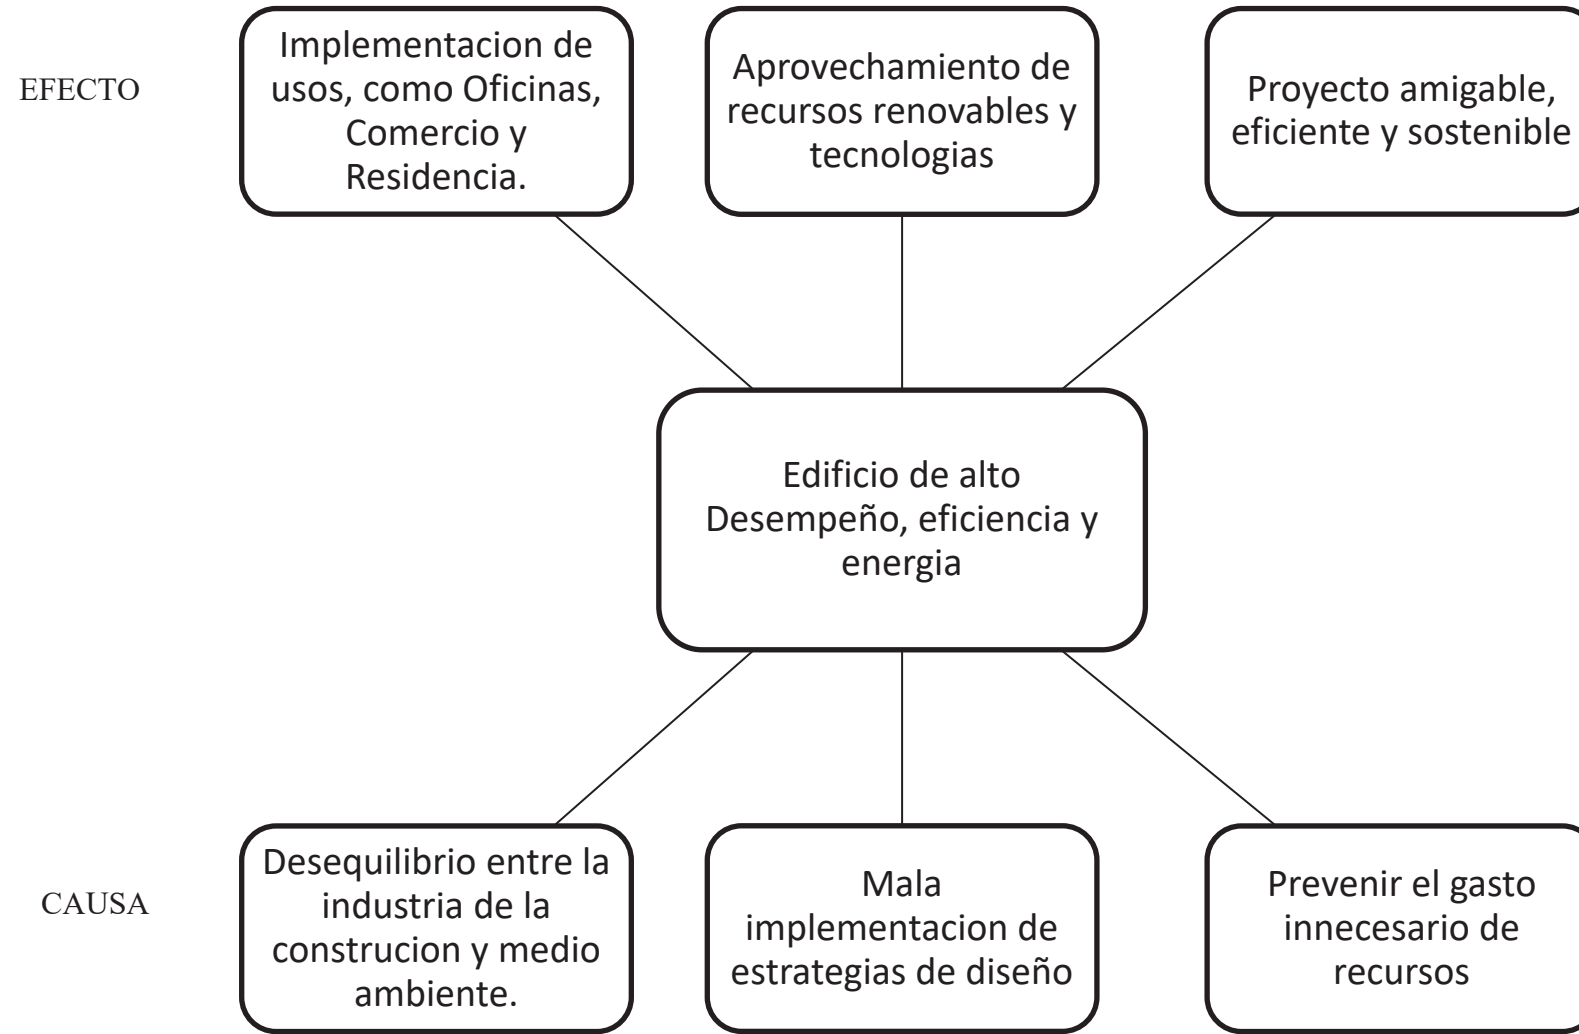 EFECTO
Implementacion de
usos, como Oficinas,
Comercio y
Residencia.
Aprovechamiento de
recursos renovables y
tecnologias
Proyecto amigable,
eficiente y sostenible
Edificio de alto
Desempeño, eficiencia y
energia
CAUSA
Desequilibrio entre la
industria de la
construcion y medio
ambiente.
Mala
implementacion de
estrategias de diseño
Prevenir el gasto
innecesario de
recursos